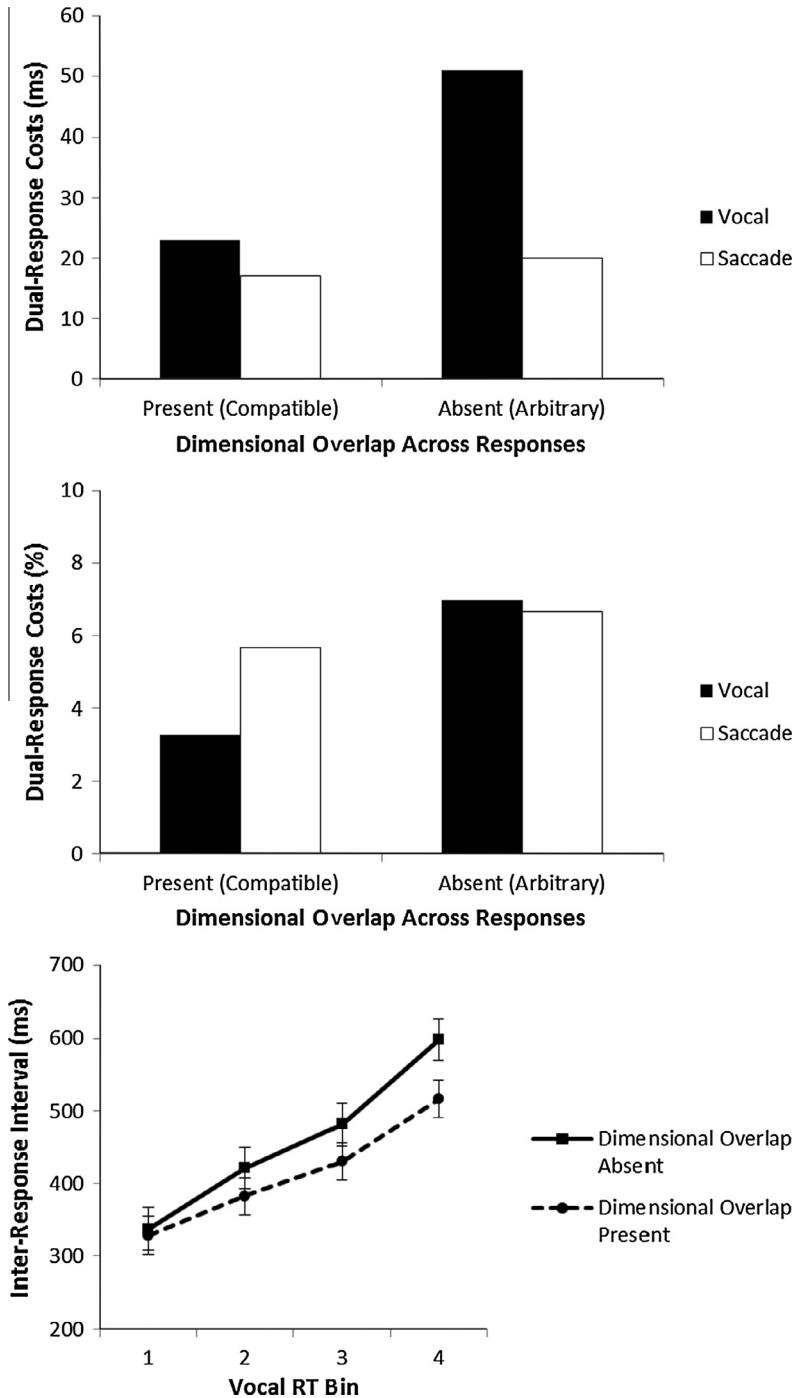 Dual-Response Costs (ms)
60
50
40
30
20
10
0
Present (Compatible)
Absent (Arbitrary)
Dimensional Overlap Across Responses
Vocal
Saccade
Dual-Response Costs (%)
10
8
6
4
2
0
Present (Compatible)
Absent (Arbitrary)
Dimensional Overlap Across Responses
Vocal
Saccade
Inter-Response Interval (ms)
700
600
500
400
300
200
1
2
3
4
Vocal RT Bin
Dimensional Overlap
Absent
Dimensional Overlap
Present